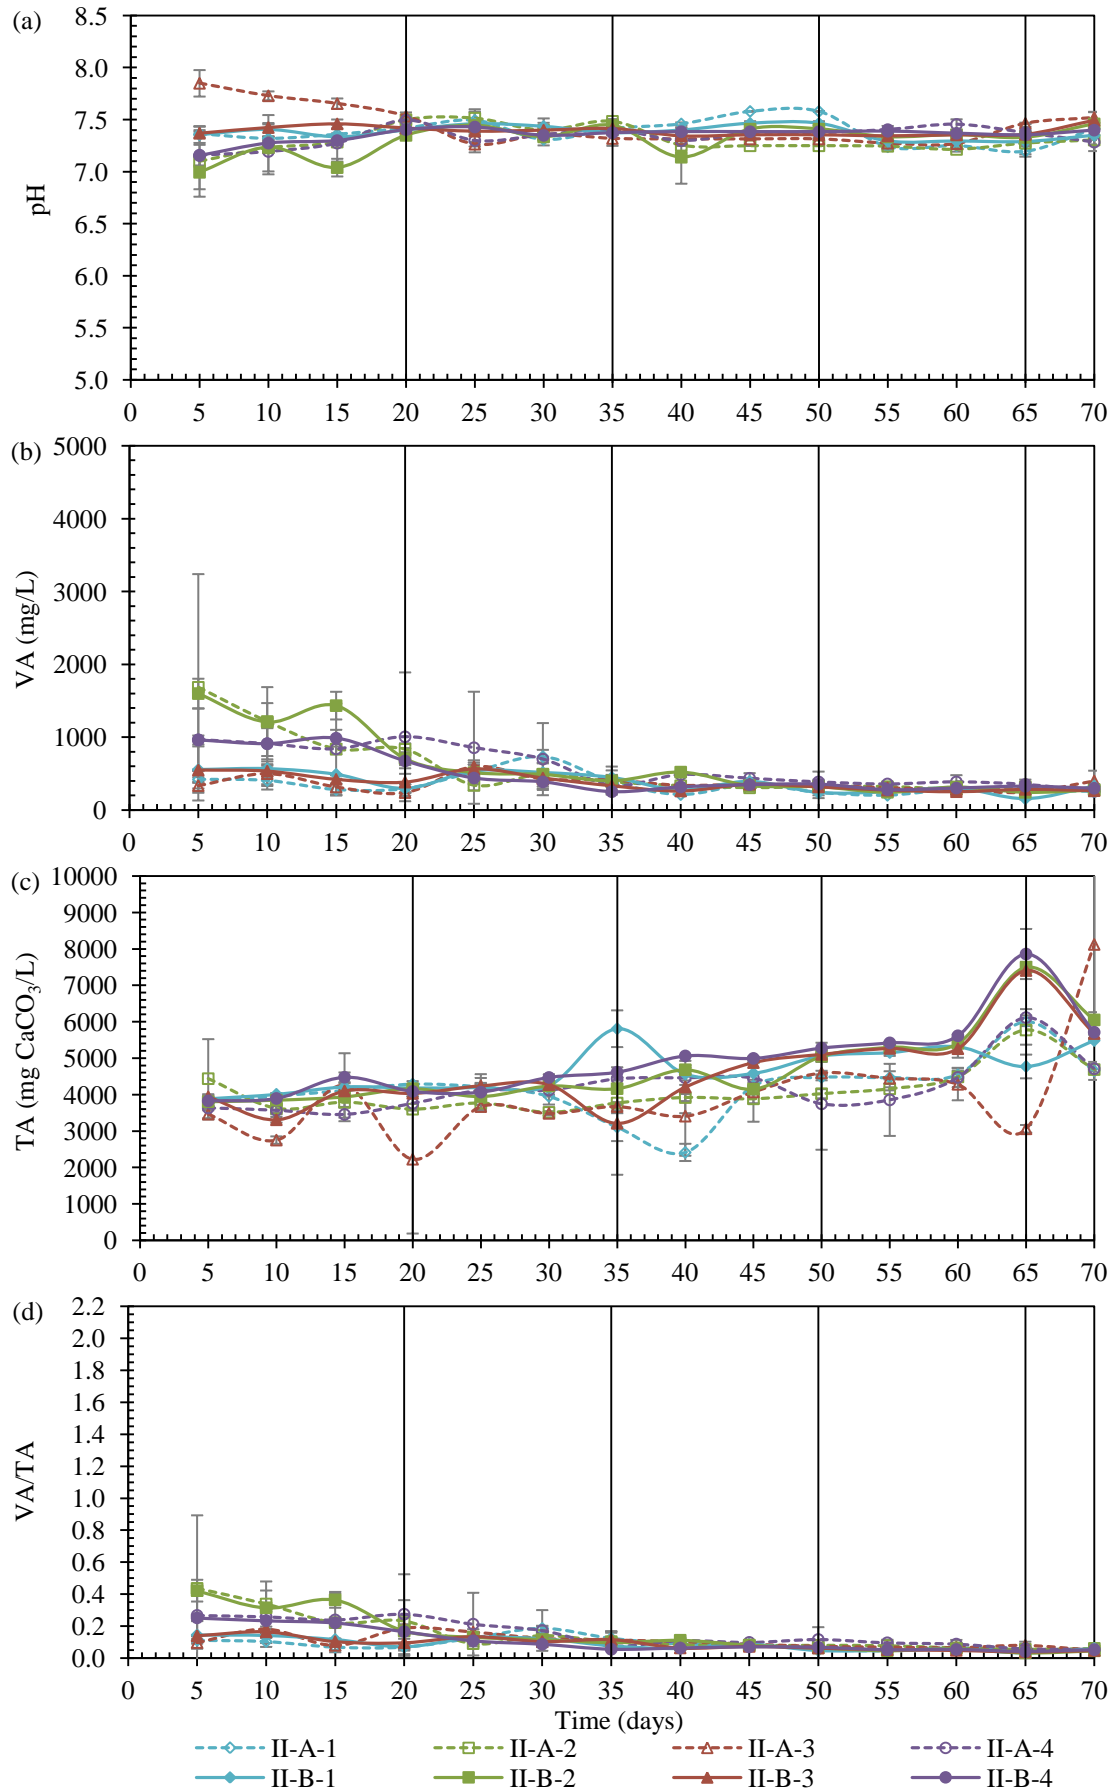 (a)
8.5
8.0
7.5
7.0
6.5
6.0
5.5
5.0
pH
0 5 10 15 20 25 30 35 40 45 50 55 60 65 70
(b)
5000
4000
3000
2000
1000
0
VA (mg/L)
0 5 10 15 20 25 30 35 40 45 50 55 60 65 70
(c)
10000
9000
8000
7000
6000
5000
4000
3000
2000
1000
0
TA (mg CaCO₃/L)
0 5 10 15 20 25 30 35 40 45 50 55 60 65 70
(d)
2.2
2.0
1.8
1.6
1.4
1.2
1.0
0.8
0.6
0.4
0.2
0.0
VA/TA
0 5 10 15 20 25 30 35 40 45 50 55 60 65 70
Time (days)
II-A-1 II-A-2 II-A-3 II-A-4
II-B-1 II-B-2 II-B-3 II-B-4